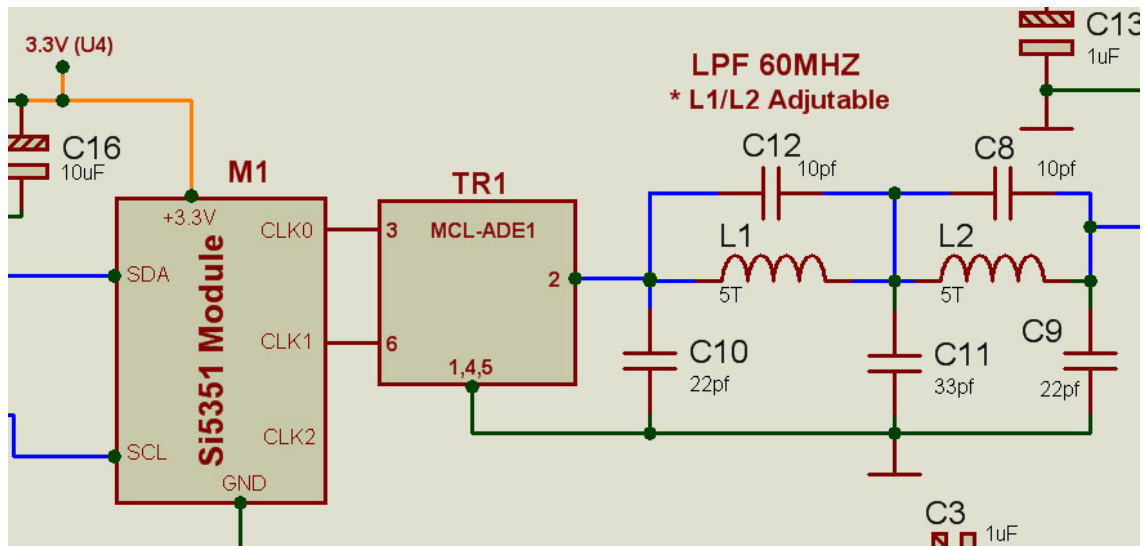 3.3V (U4)
C16
10uF
M1
+3.3V
CLK0
SDA
Si5351 Module
CLK1
SCL
CLK2
GND
TR1
3
MCL-ADE1
2
6
1,4,5
LPF 60MHZ
* L1/L2 Adjutable
C12
10pf
C8
10pf
L1
5T
L2
5T
C10
22pf
C11
33pf
C9
22pf
C13
1uF
C3
1uF